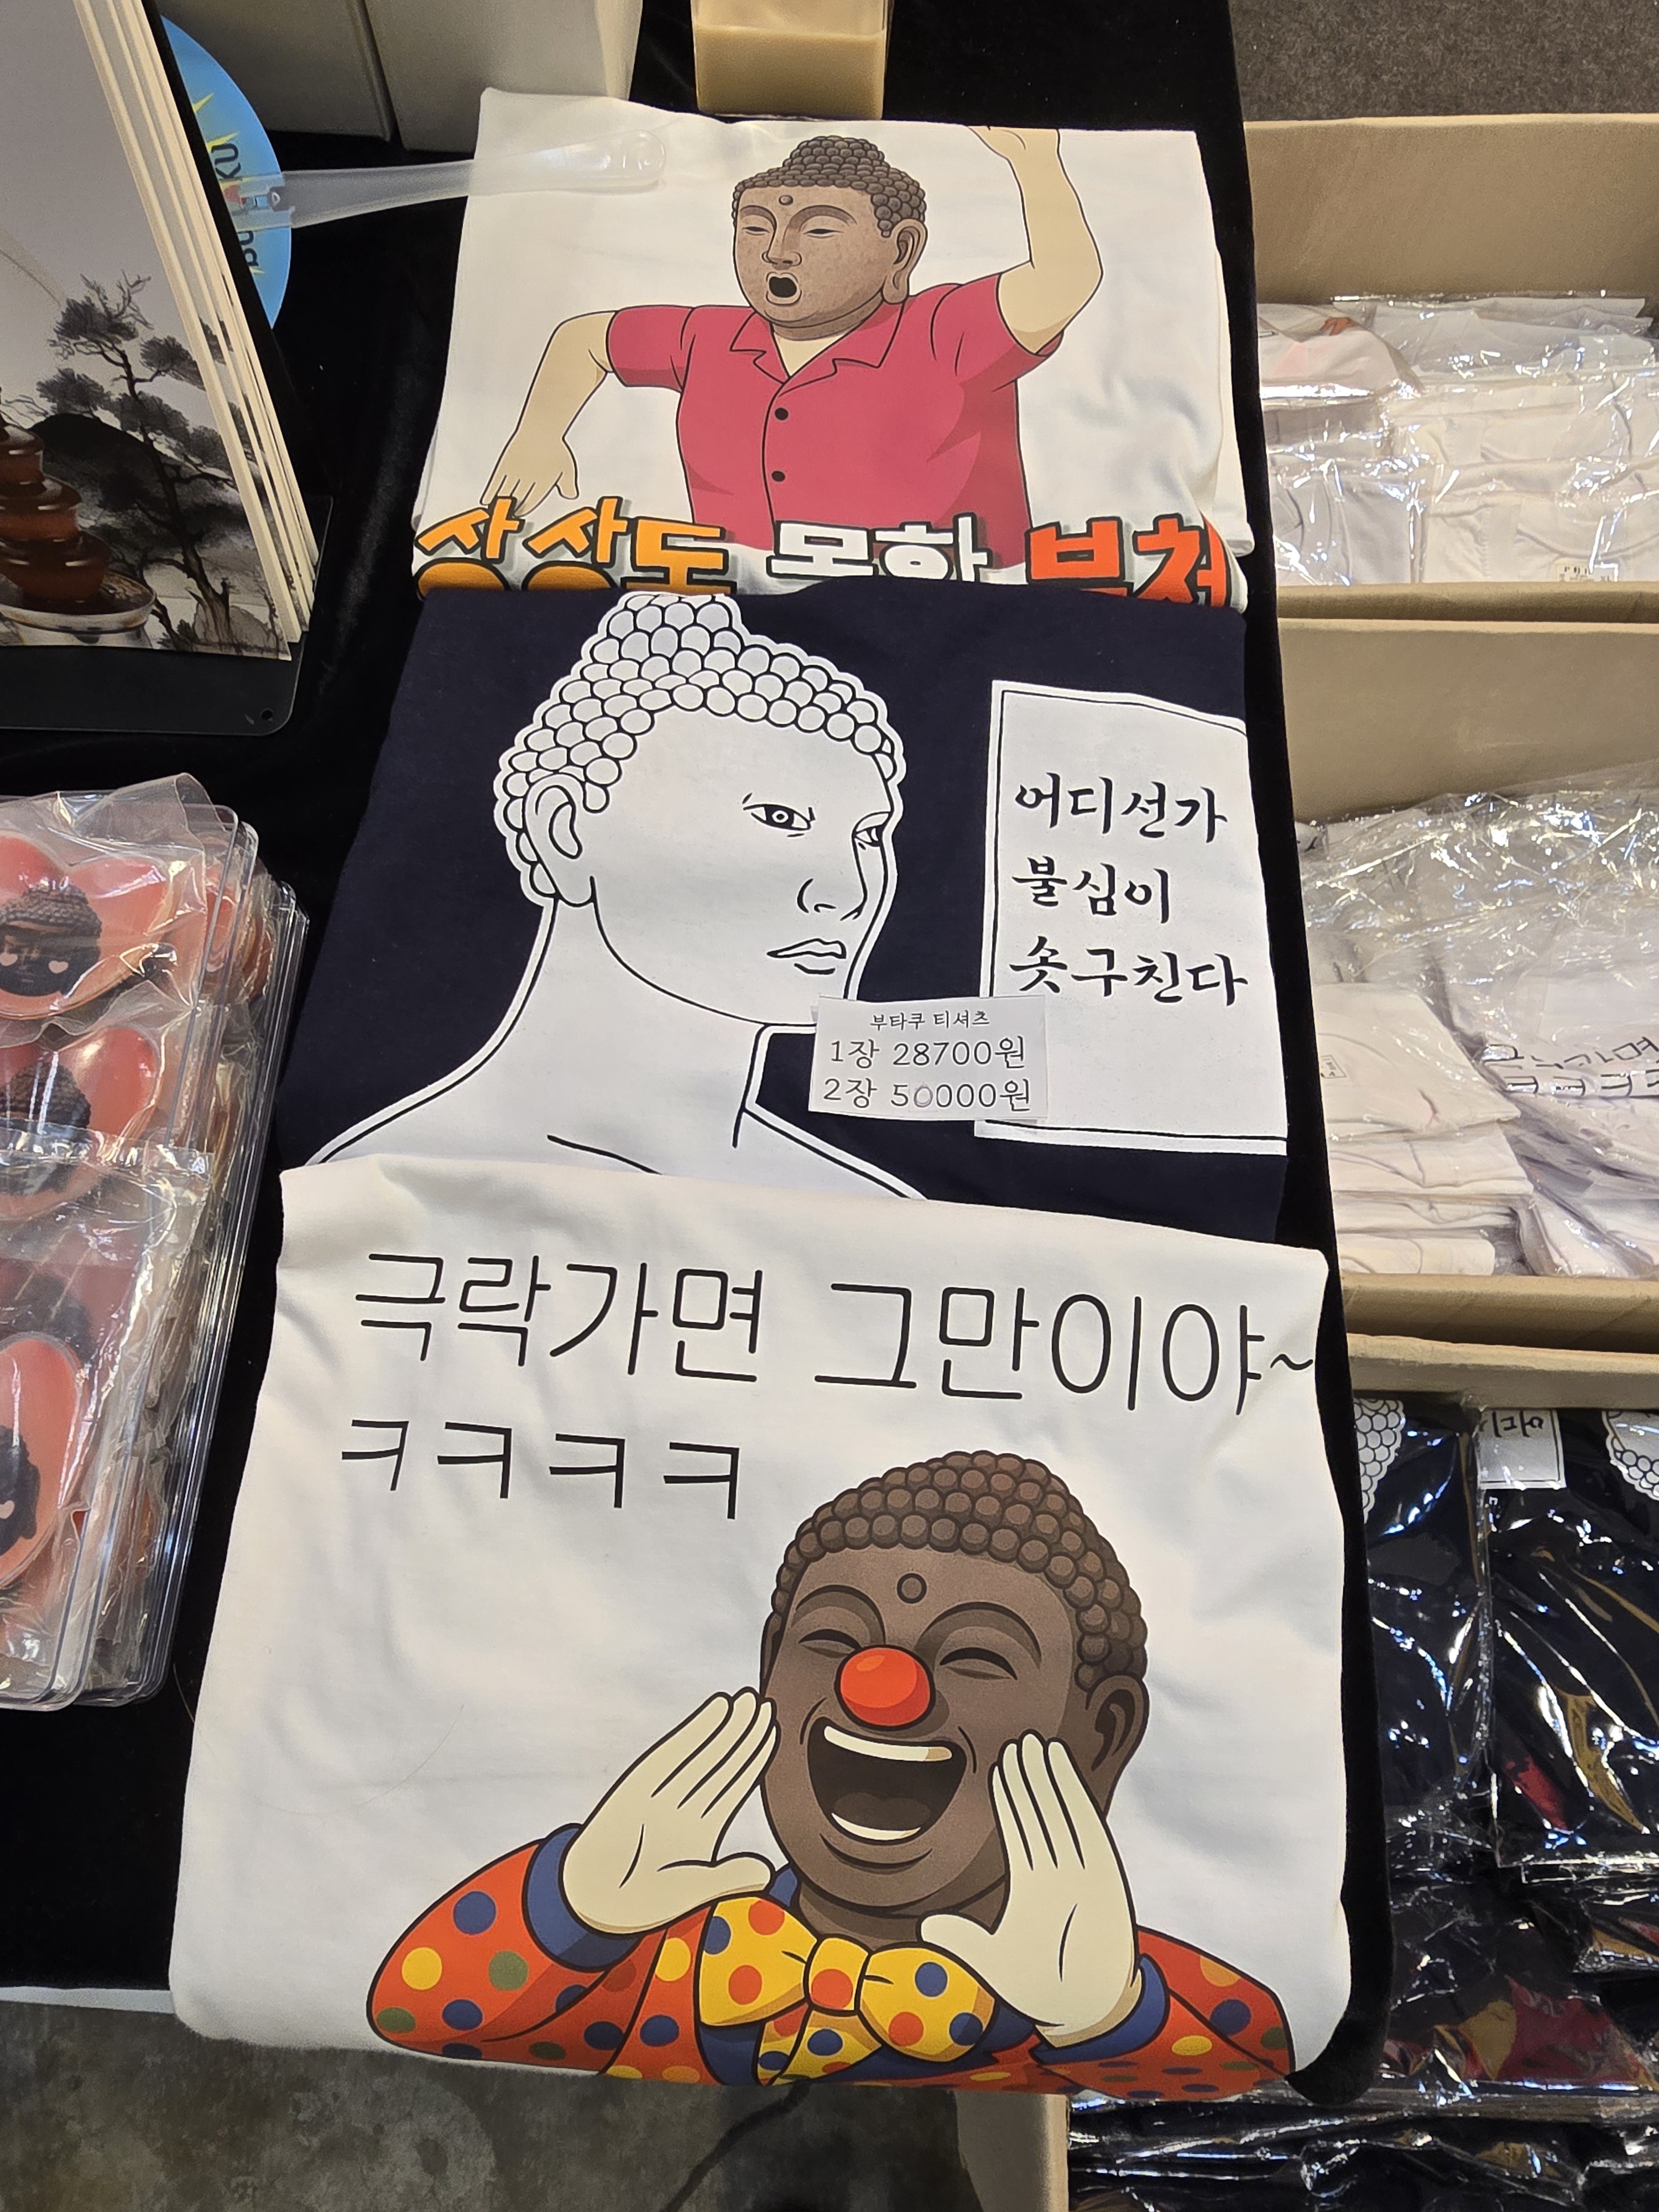 상상도 못한 부처
어디선가
불심이
솟구친다
부타쿠 티셔츠
1장 28700원
2장 50000원
극락가면 그만이야~
ㅋㅋㅋㅋ